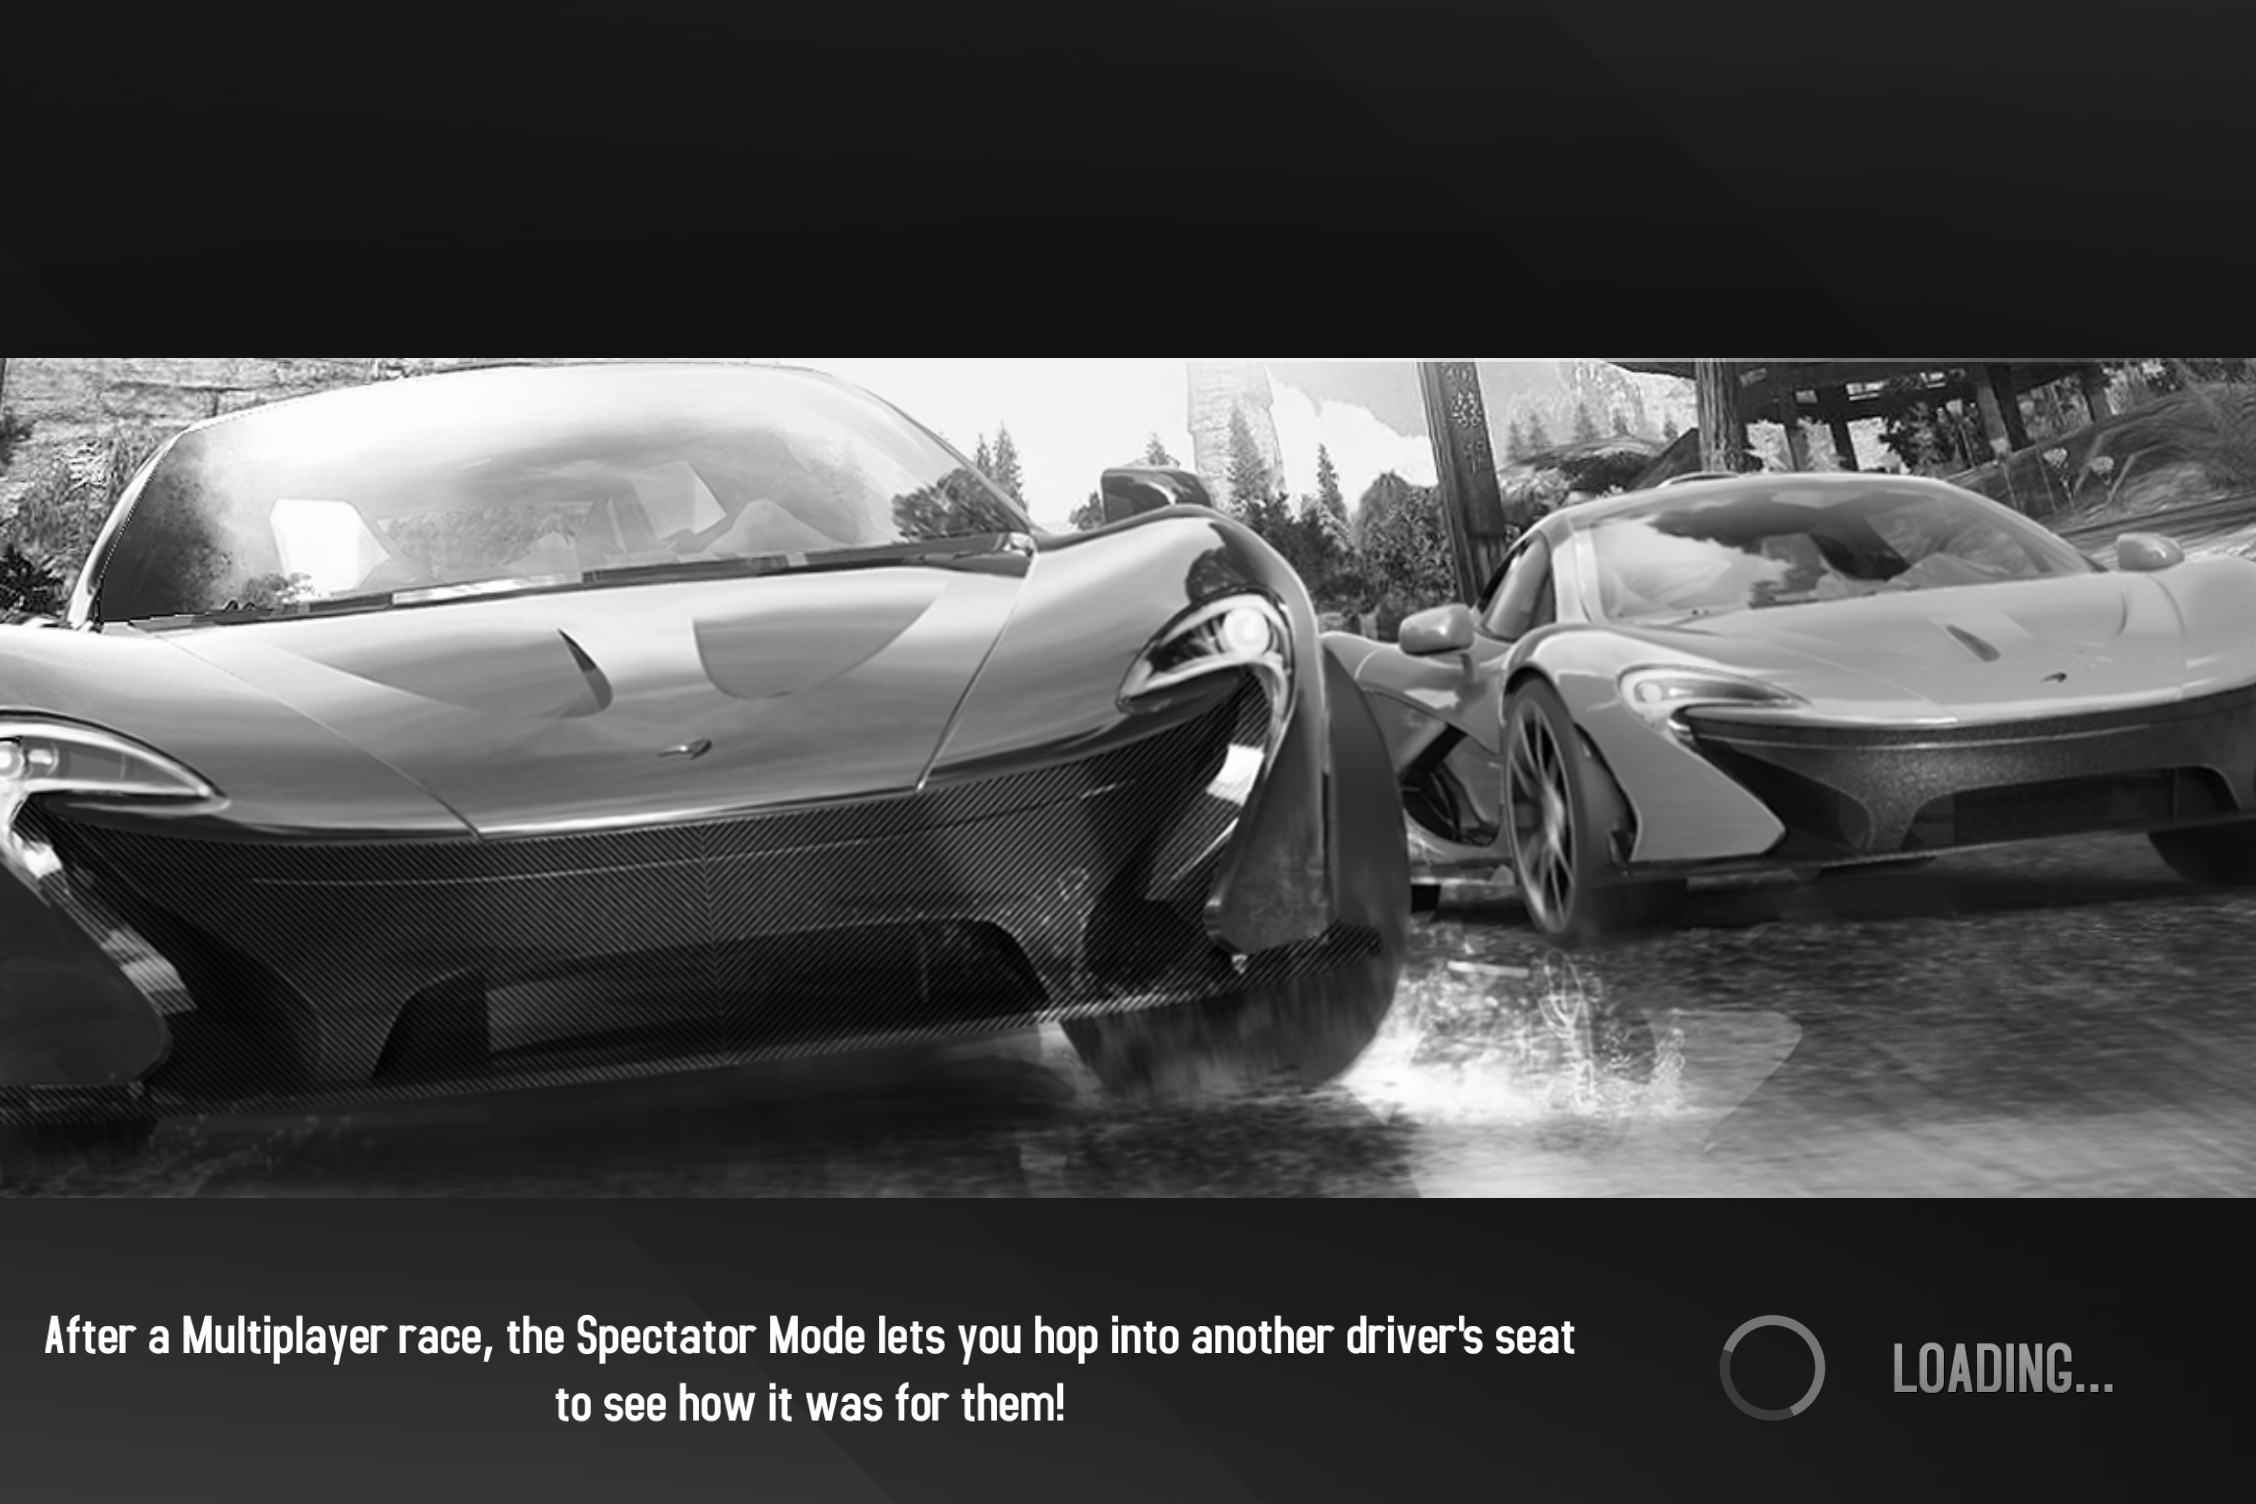 After a Multiplayer race, the Spectator Mode lets you hop into another driver's seat
to see how it was for them!
LOADING...